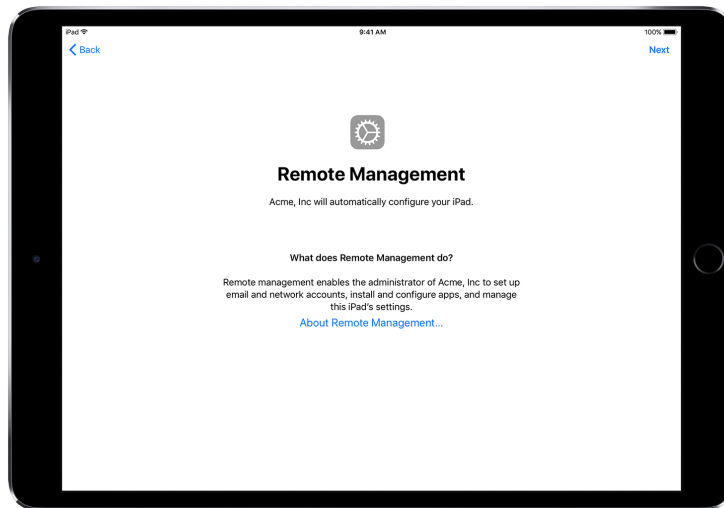 iPad 9:41 AM 100%
Back Next
Remote Management
Acme, Inc will automatically configure your iPad.
What does Remote Management do?
Remote management enables the administrator of Acme, Inc to set up
email and network accounts, install and configure apps, and manage
this iPad's settings.
About Remote Management...